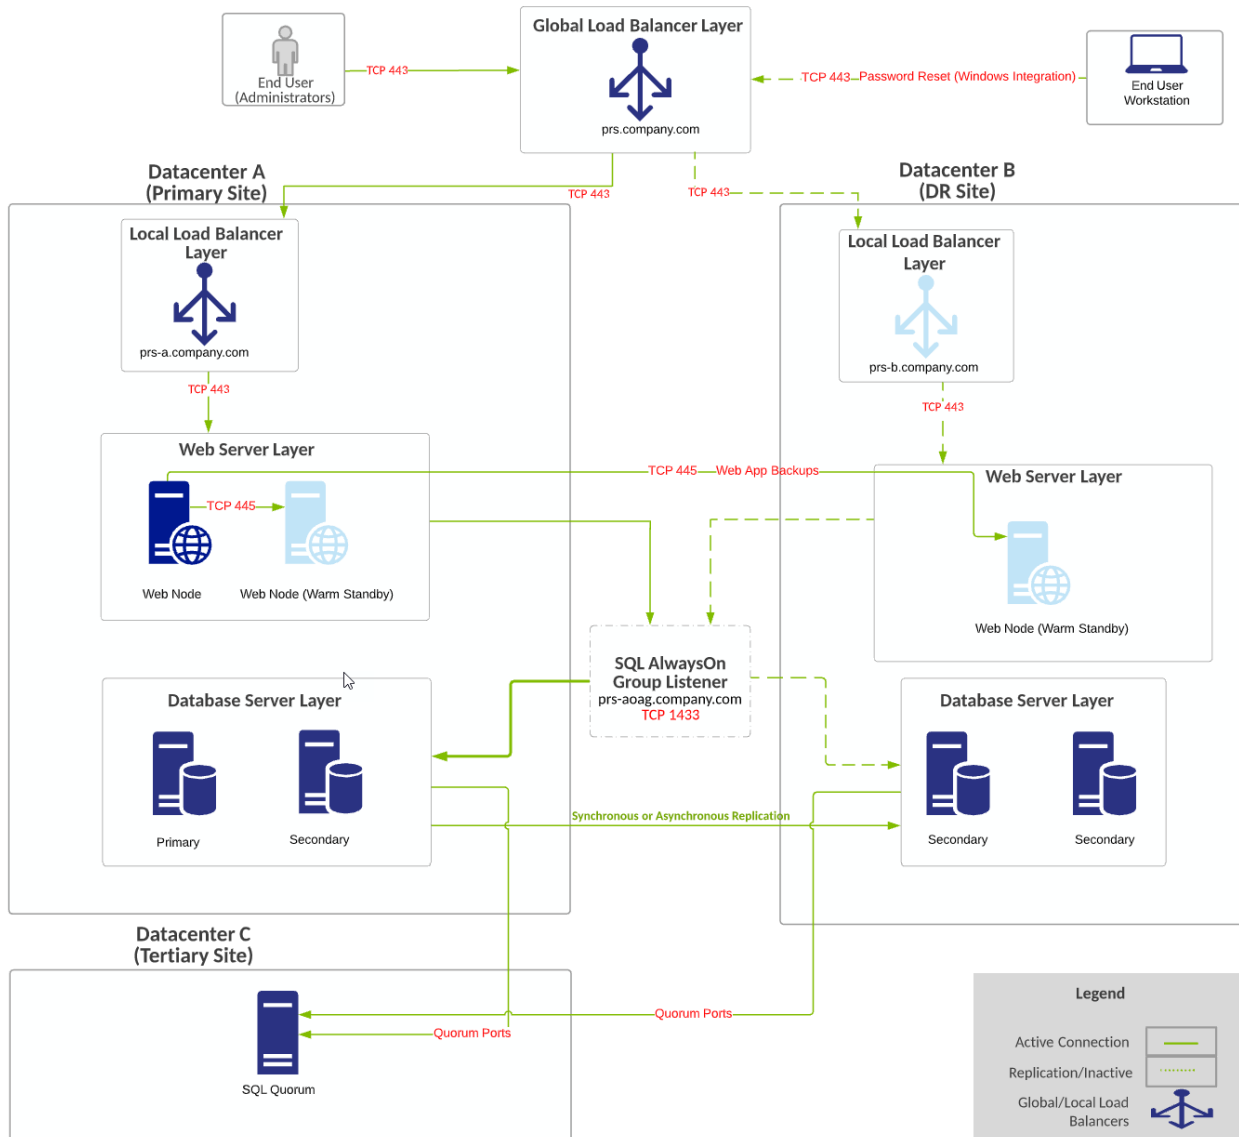 Global Load Balancer Layer
prs.company.com
End User
(Administrators)
TCP 443
TCP 443
Password Reset (Windows Integration)
End User
Workstation
TCP 443
TCP 443
Datacenter A
(Primary Site)
Datacenter B
(DR Site)
Local Load Balancer
Layer
prs-a.company.com
TCP 443
Local Load Balancer
Layer
prs-b.company.com
TCP 443
Web Server Layer
TCP 445
Web Node
Web Node (Warm Standby)
TCP 445
Web App Backups
Web Server Layer
Web Node (Warm Standby)
SQL AlwaysOn
Group Listener
prs-aoag.company.com
TCP 1433
Database Server Layer
Primary
Secondary
Synchronous or Asynchronous Replication
Database Server Layer
Secondary
Secondary
Datacenter C
(Tertiary Site)
Quorum Ports
Quorum Ports
SQL Quorum
Legend
Active Connection
Replication/Inactive
Global/Local Load
Balancers